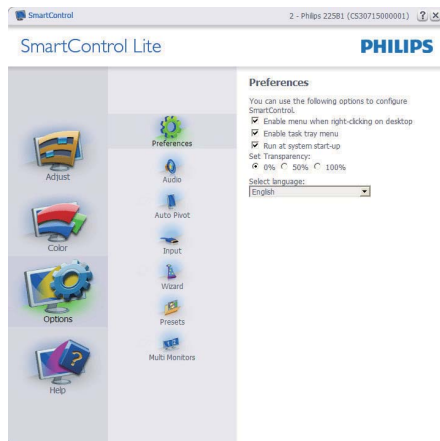 SmartControl
2 - Philips 225B1 (CS30715000001)
?
X
SmartControl Lite
PHILIPS
Adjust
Color
Options
Help
Preferences
Audio
Auto Pivot
Input
Wizard
Presets
Multi Monitors
Preferences
You can use the following options to configure
SmartControl.
Enable menu when right-clicking on desktop
Enable task tray menu
Run at system start-up
Set Transparency:
0% 50% 100%
Select language:
English